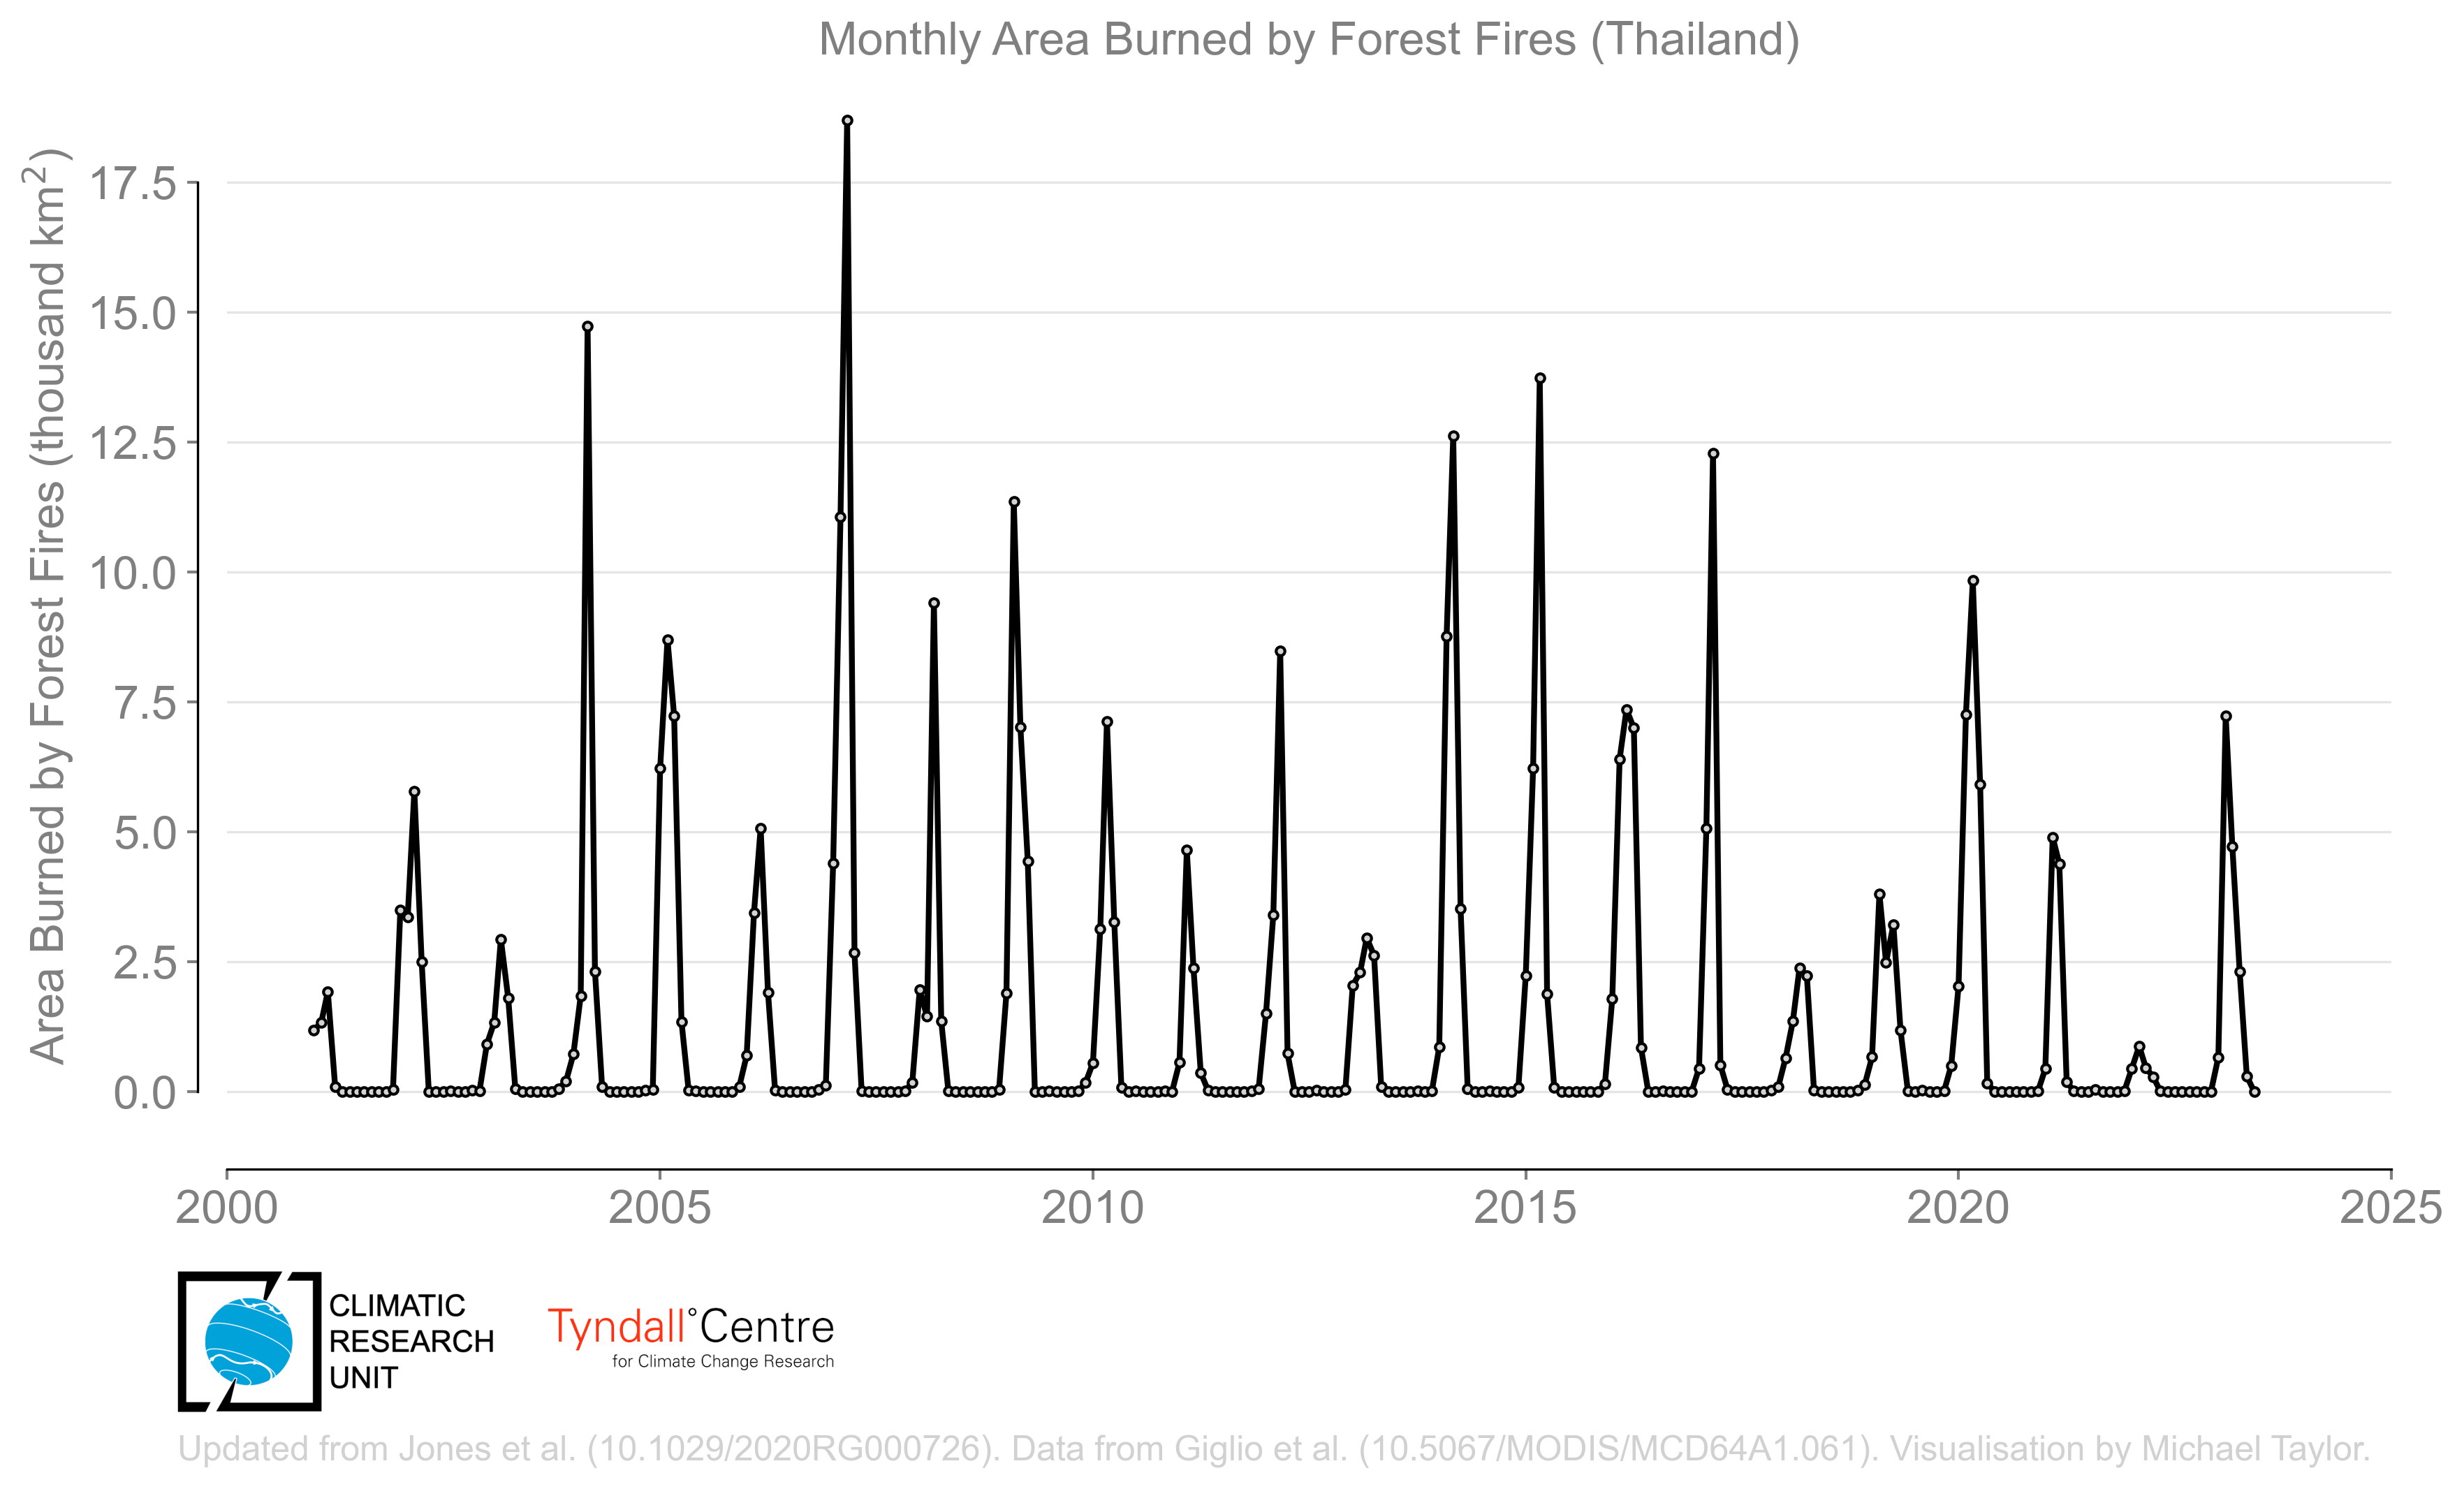 Monthly Area Burned by Forest Fires (Thailand)
Area Burned by Forest Fires (thousand km²)
17.5
15.0
12.5
10.0
7.5
5.0
2.5
0.0
2000 2005 2010 2015 2020 2025
CLIMATIC
RESEARCH
UNIT
Tyndall°Centre
for Climate Change Research
Updated from Jones et al. (10.1029/2020RG000726). Data from Giglio et al. (10.5067/MODIS/MCD64A1.061). Visualisation by Michael Taylor.